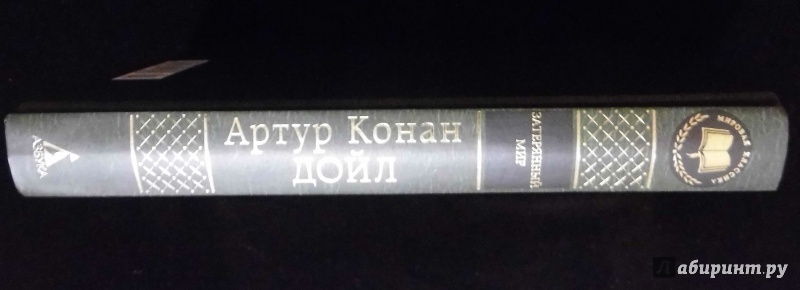 АЗБУКА
Артур Конан
ДОЙЛ
ЗАТЕРЯННЫЙ
МИР
МИРОВАЯ КЛАССИКА
Лабиринт.ру